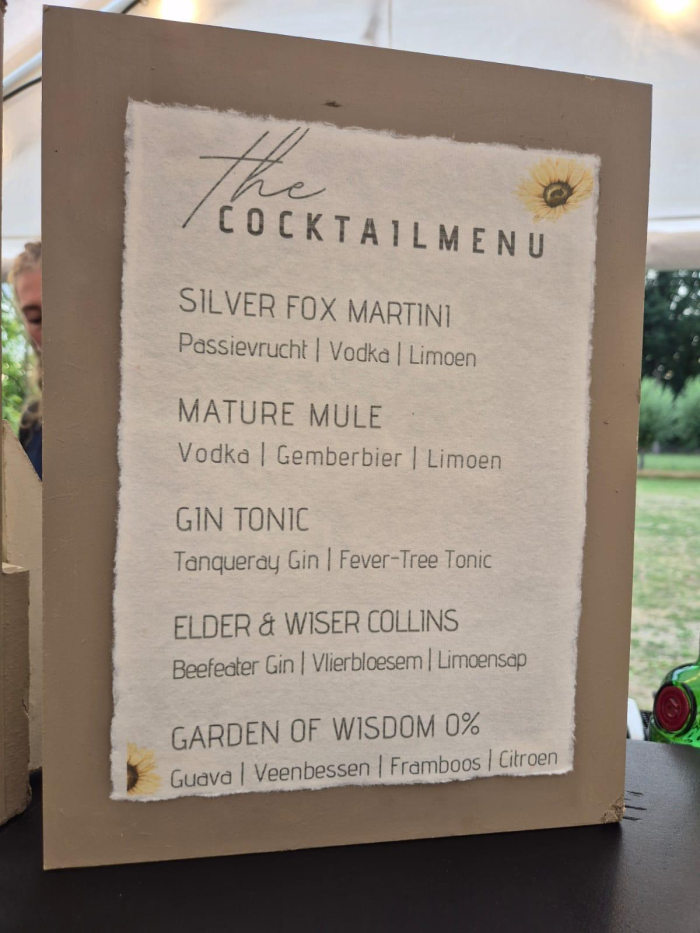 the
COCKTAILMENU
SILVER FOX MARTINI
Passievrucht | Vodka | Limoen
MATURE MULE
Vodka | Gemberbier | Limoen
GIN TONIC
Tanqueray Gin | Fever-Tree Tonic
ELDER & WISER COLLINS
Beefeater Gin | Vlierbloesem | Limoensap
GARDEN OF WISDOM 0%
Guava | Veenbessen | Framboos | Citroen